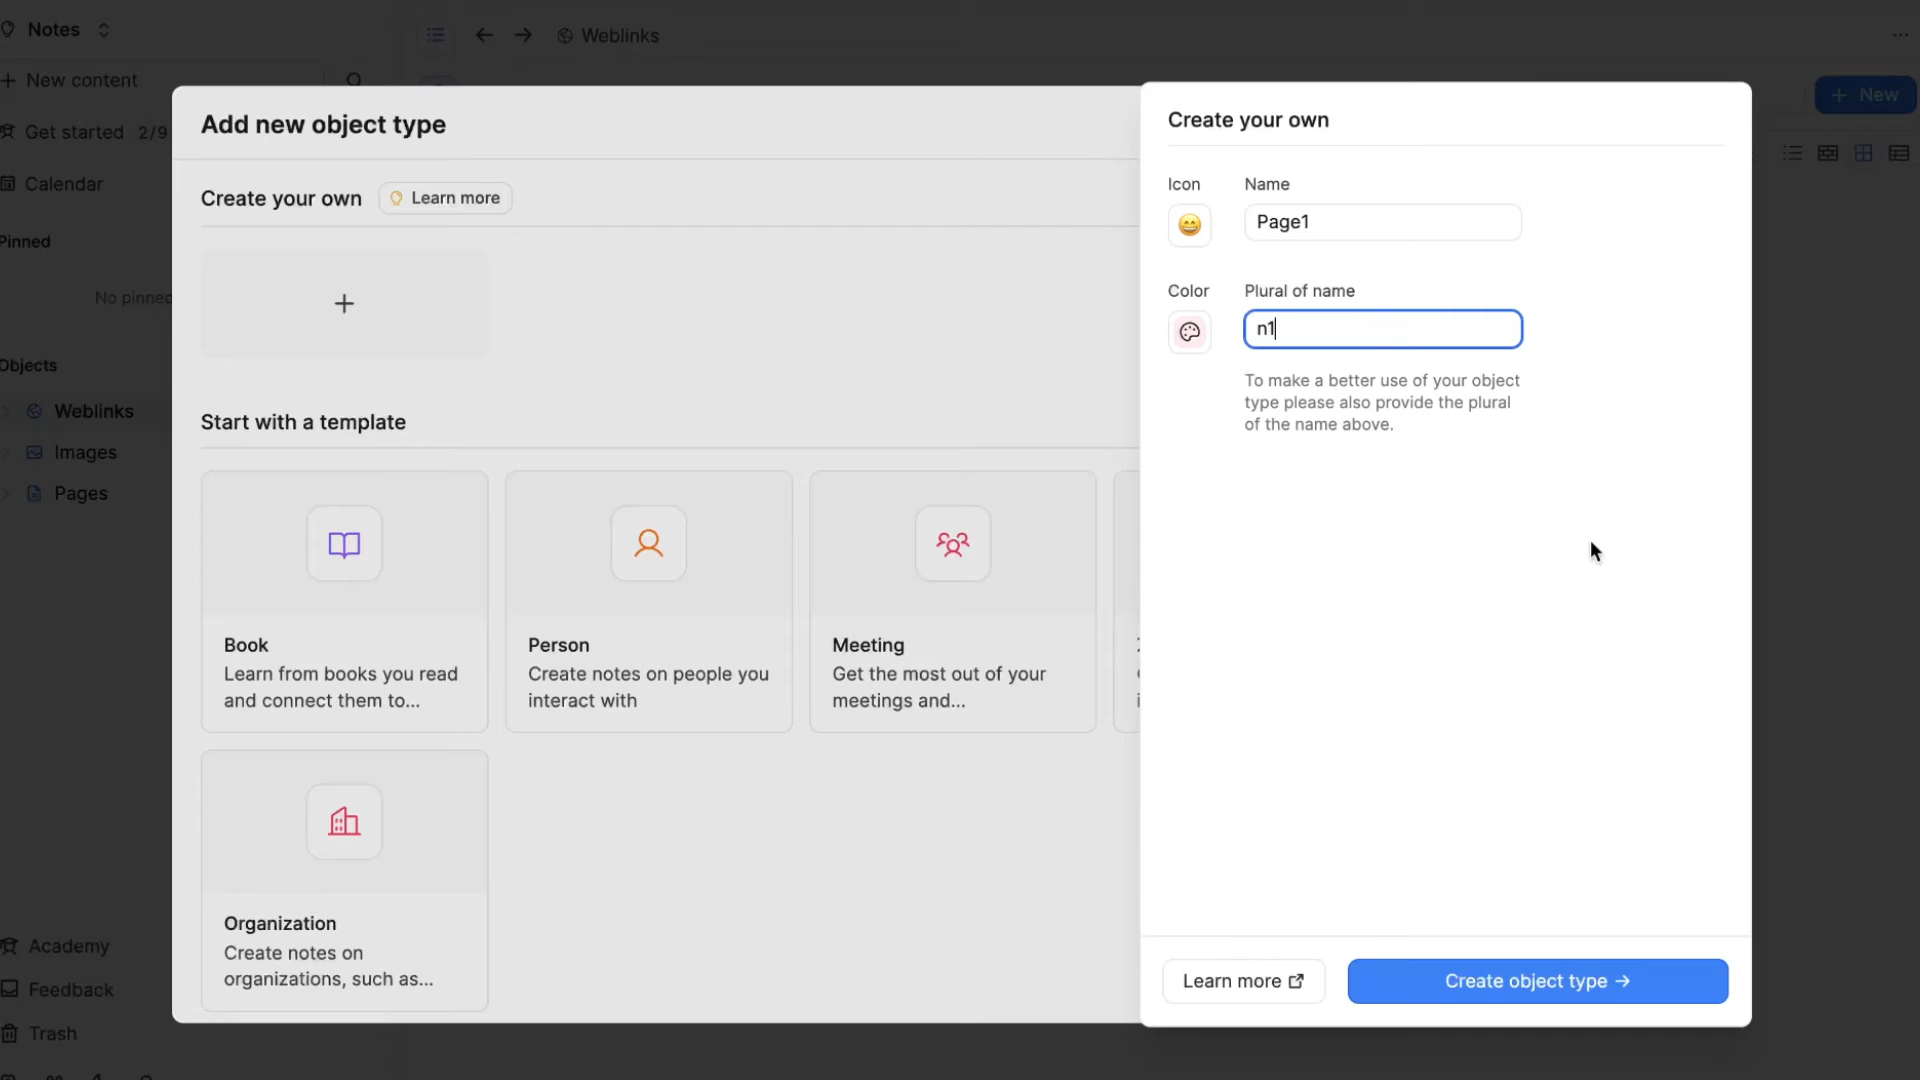 Notes
Weblinks
New content
New
Get started 2/9
Calendar
Pinned
No pinned
Objects
Weblinks
Images
Pages
Academy
Feedback
Trash
Add new object type
Create your own
Learn more
Start with a template
Book
Learn from books you read
and connect them to...
Person
Create notes on people you
interact with
Meeting
Get the most out of your
meetings and...
Organization
Create notes on
organizations, such as...
Create your own
Icon
Name
Page1
Color
Plural of name
n1
To make a better use of your object
type please also provide the plural
of the name above.
Learn more
Create object type →